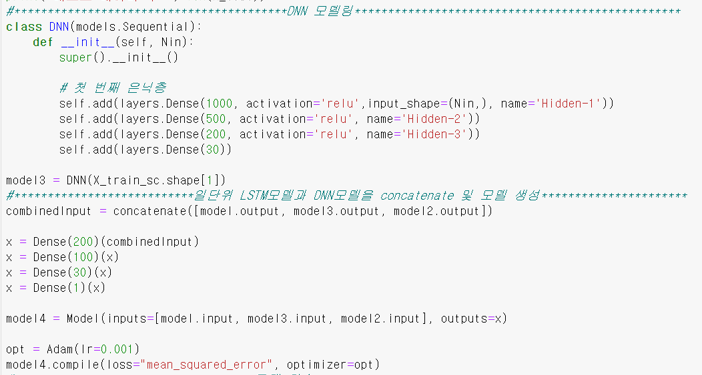 #***************************************DNN 모델링***********************************************
class DNN(models.Sequential):
    def __init__(self, Nin):
        super().__init__()

        # 첫 번째 은닉층
        self.add(layers.Dense(1000, activation='relu',input_shape=(Nin,), name='Hidden-1'))
        self.add(layers.Dense(500, activation='relu', name='Hidden-2'))
        self.add(layers.Dense(200, activation='relu', name='Hidden-3'))
        self.add(layers.Dense(30))

model3 = DNN(X_train_sc.shape[1])
#**************************일단위 LSTM모델과 DNN모델을 concatenate 및 모델 생성*********************
combinedInput = concatenate([model.output, model3.output, model2.output])

x = Dense(200)(combinedInput)
x = Dense(100)(x)
x = Dense(30)(x)
x = Dense(1)(x)

model4 = Model(inputs=[model.input, model3.input, model2.input], outputs=x)

opt = Adam(lr=0.001)
model4.compile(loss="mean_squared_error", optimizer=opt)